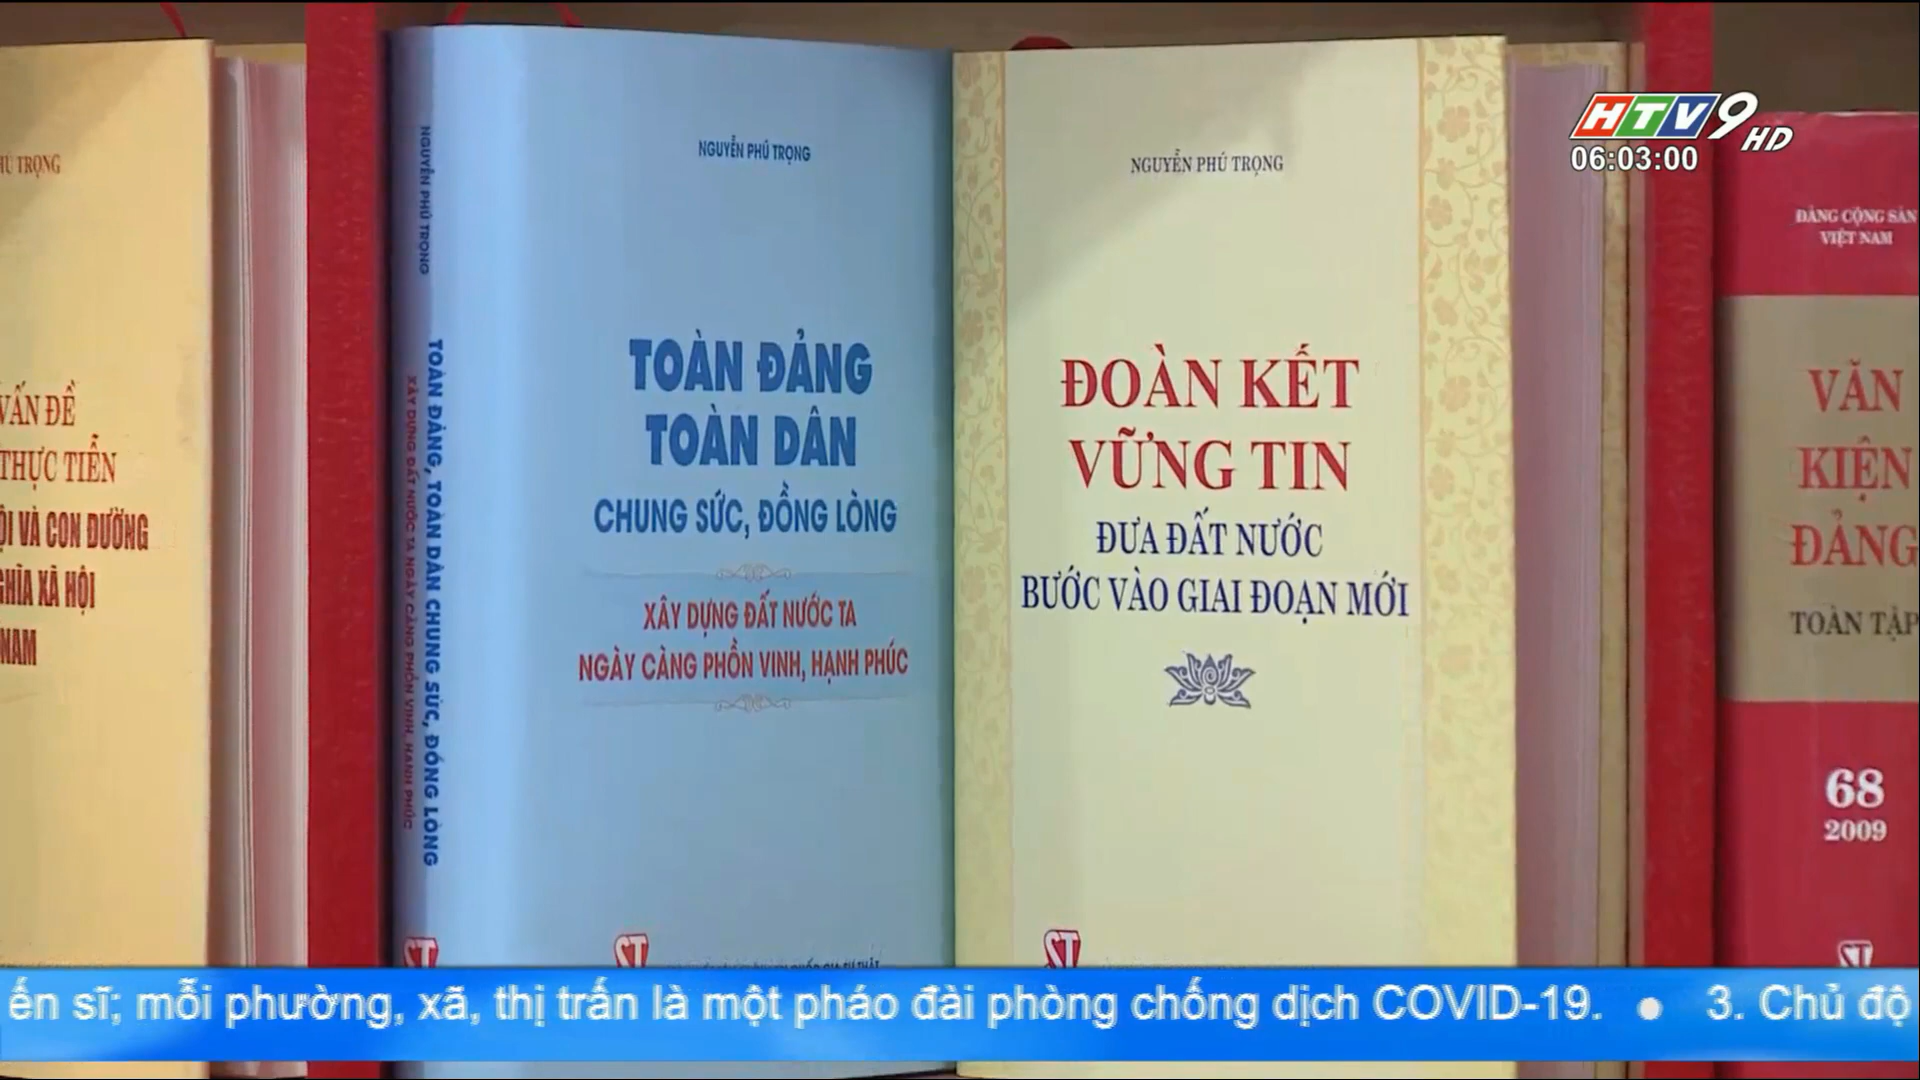 HTV9 HD
06:03:00
TRỌNG
VẤN ĐỀ
THỰC TIỄN
VÀ CON ĐƯỜNG
XÃ HỘI
NAM
NGUYỄN PHÚ TRỌNG
TOÀN ĐẢNG, TOÀN DÂN CHUNG SỨC, ĐỒNG LÒNG
XÂY DỰNG ĐẤT NƯỚC TA NGÀY CÀNG PHỒN VINH, HẠNH PHÚC
ST
NGUYỄN PHÚ TRỌNG
TOÀN ĐẢNG
TOÀN DÂN
CHUNG SỨC, ĐỒNG LÒNG
XÂY DỰNG ĐẤT NƯỚC TA
NGÀY CÀNG PHỒN VINH, HẠNH PHÚC
ST
NGUYỄN PHÚ TRỌNG
ĐOÀN KẾT
VỮNG TIN
ĐƯA ĐẤT NƯỚC
BƯỚC VÀO GIAI ĐOẠN MỚI
ST
ĐẢNG CỘNG SẢN
VIỆT NAM
VĂN
KIỆN
ĐẢNG
TOÀN TẬP
68
2009
ST
ến sĩ; mỗi phường, xã, thị trấn là một pháo đài phòng chống dịch COVID-19. • 3. Chủ độ